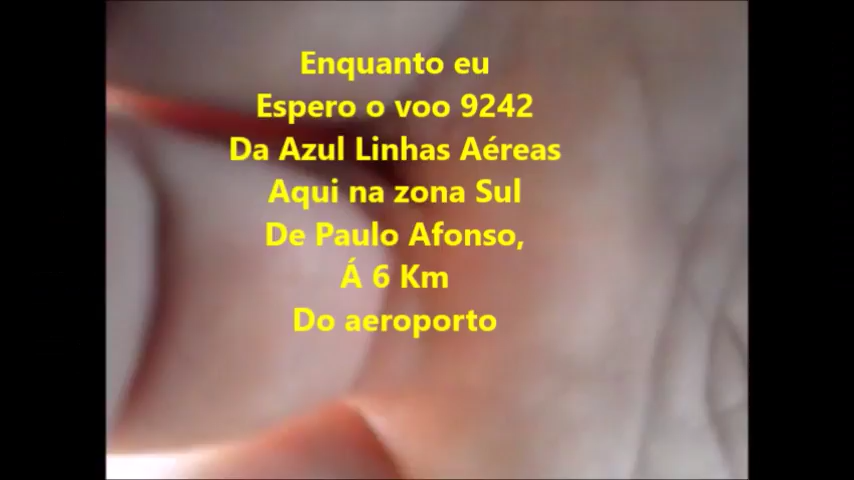 Enquanto eu
Espero o voo 9242
Da Azul Linhas Aéreas
Aqui na zona Sul
De Paulo Afonso,
Á 6 Km
Do aeroporto